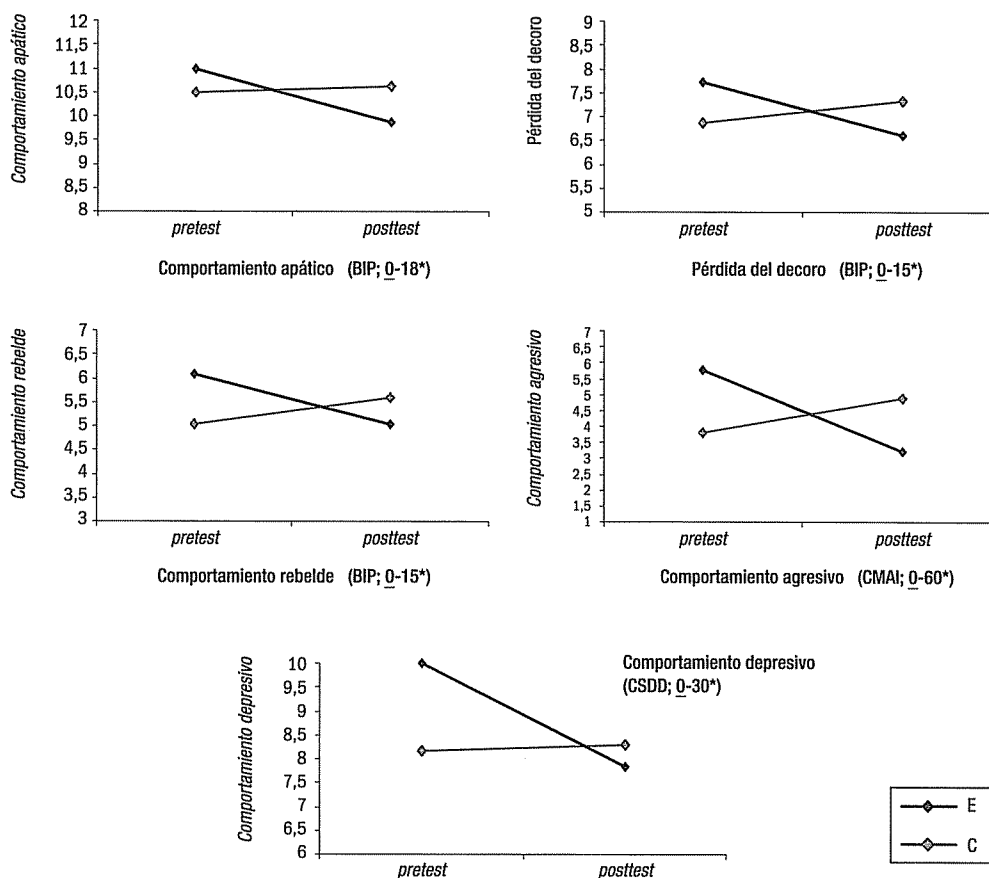 Comportamiento apático
12
11,5
11
10,5
10
9,5
9
8,5
8
pretest posttest
Comportamiento apático (BIP; 0-18*)
Pérdida del decoro
9
8,5
8
7,5
7
6,5
6
5,5
5
pretest posttest
Pérdida del decoro (BIP; 0-15*)
Comportamiento rebelde
7
6,5
6
5,5
5
4,5
4
3,5
3
pretest posttest
Comportamiento rebelde (BIP; 0-15*)
Comportamiento agresivo
7
6,5
6
5,5
5
4,5
4
3,5
3
2,5
2
1,5
1
pretest posttest
Comportamiento agresivo (CMAI; 0-60*)
Comportamiento depresivo
10
9,5
9
8,5
8
7,5
7
6,5
6
pretest posttest
Comportamiento depresivo
(CSDD; 0-30*)
E
C